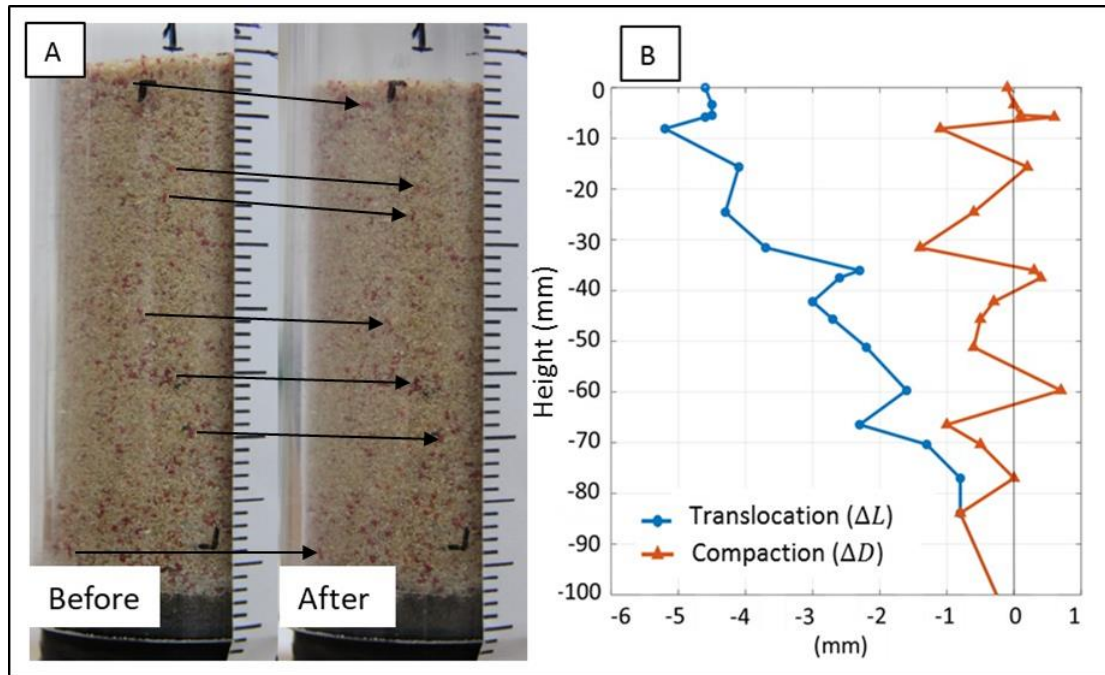 A
1
1
Before
After
B
0
-10
-20
-30
-40
-50
-60
-70
-80
-90
-100
Height (mm)
Translocation (ΔL)
Compaction (ΔD)
-6 -5 -4 -3 -2 -1 0 1
(mm)